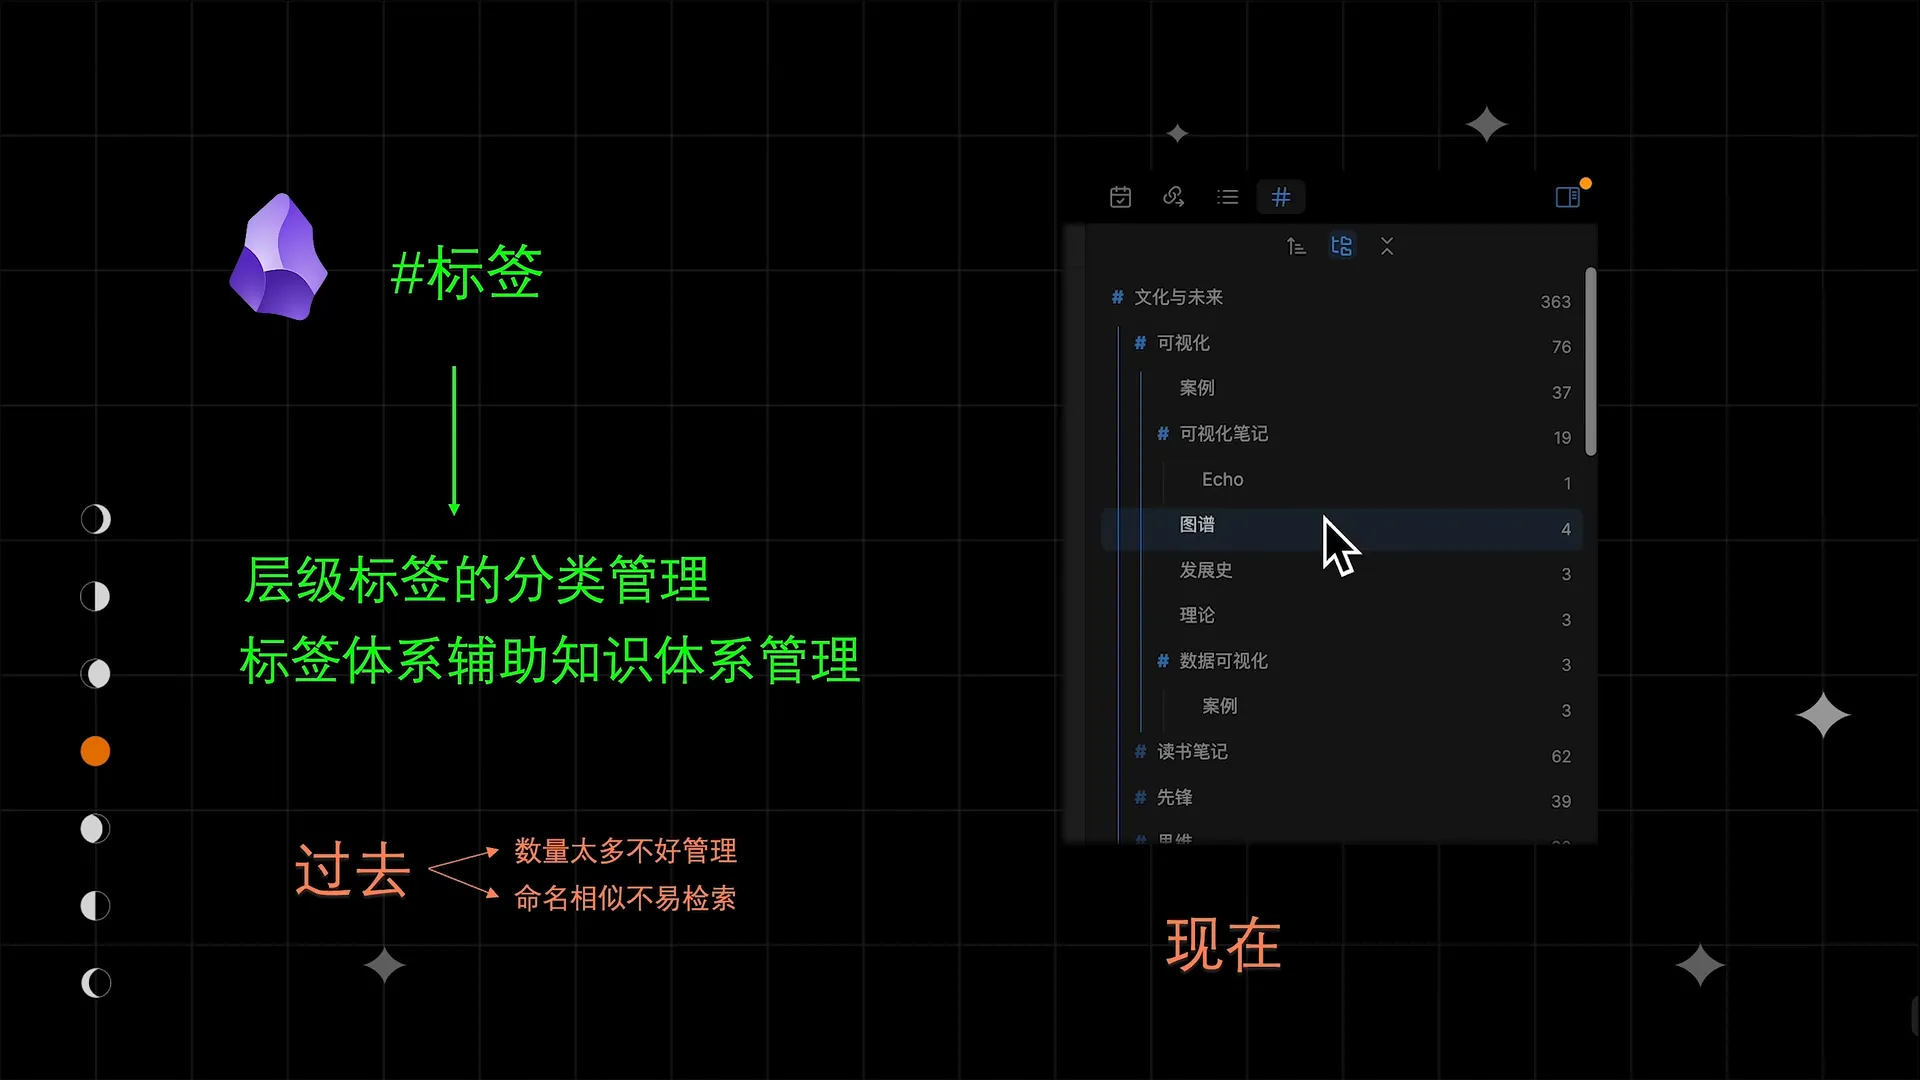 #标签
层级标签的分类管理
标签体系辅助知识体系管理
过去
数量太多不好管理
命名相似不易检索
#
# 文化与未来 363
# 可视化 76
案例 37
# 可视化笔记 19
Echo 1
图谱 4
发展史 3
理论 3
# 数据可视化 3
案例 3
# 读书笔记 62
# 先锋 39
# 思维
现在